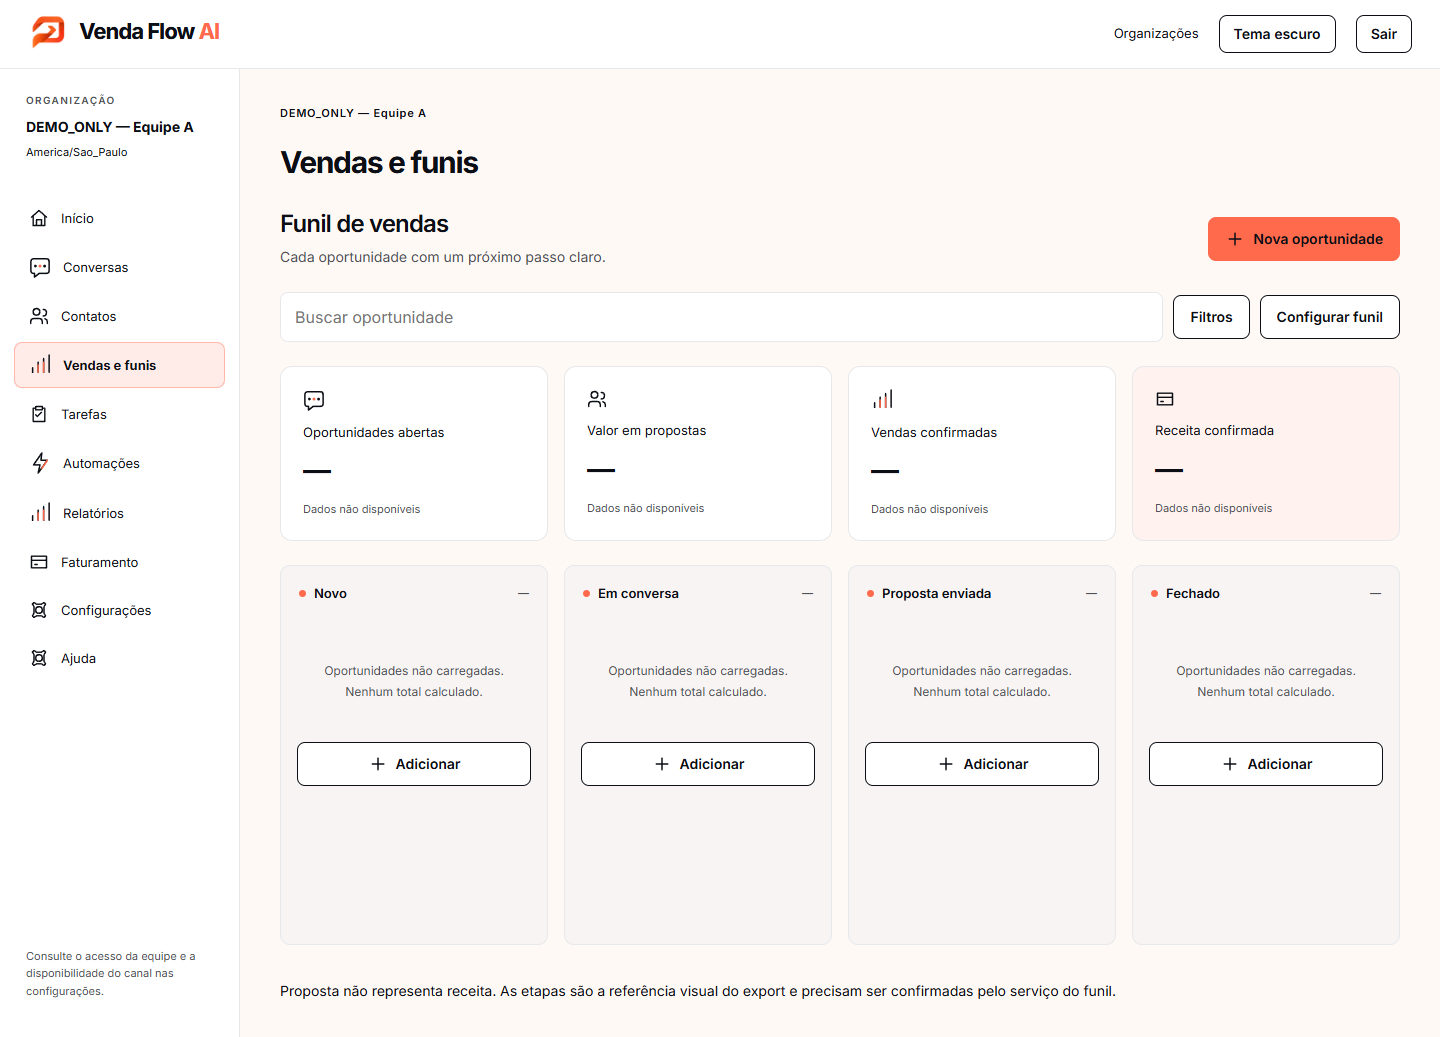 Venda Flow AI
Organizações
Tema escuro
Sair
ORGANIZAÇÃO
DEMO_ONLY — Equipe A
America/Sao_Paulo
Início
Conversas
Contatos
Vendas e funis
Tarefas
Automações
Relatórios
Faturamento
Configurações
Ajuda
Consulte o acesso da equipe e a
disponibilidade do canal nas
configurações.
DEMO_ONLY — Equipe A
Vendas e funis
Funil de vendas
Cada oportunidade com um próximo passo claro.
+ Nova oportunidade
Buscar oportunidade
Filtros
Configurar funil
Oportunidades abertas
—
Dados não disponíveis
Valor em propostas
—
Dados não disponíveis
Vendas confirmadas
—
Dados não disponíveis
Receita confirmada
—
Dados não disponíveis
Novo —
Oportunidades não carregadas.
Nenhum total calculado.
+ Adicionar
Em conversa —
Oportunidades não carregadas.
Nenhum total calculado.
+ Adicionar
Proposta enviada —
Oportunidades não carregadas.
Nenhum total calculado.
+ Adicionar
Fechado —
Oportunidades não carregadas.
Nenhum total calculado.
+ Adicionar
Proposta não representa receita. As etapas são a referência visual do export e precisam ser confirmadas pelo serviço do funil.